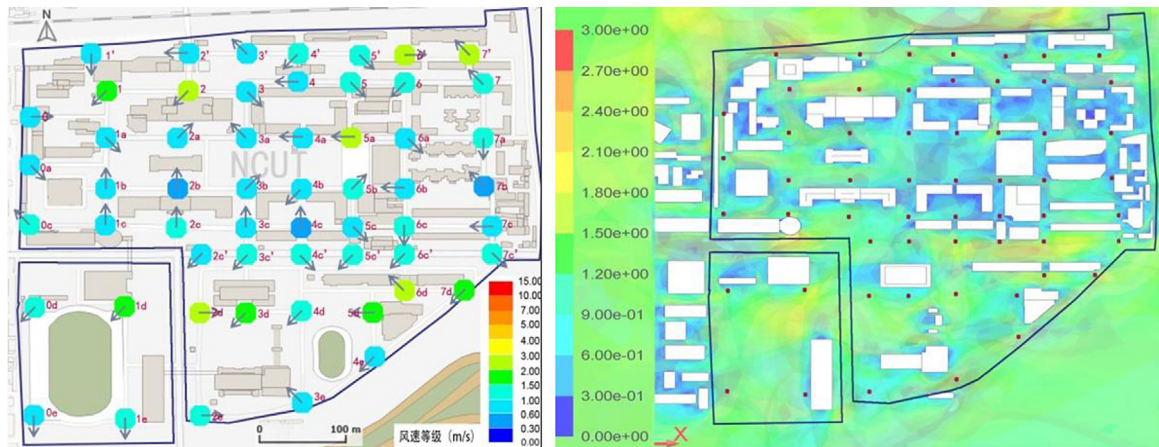 N
1' 2' 3' 4' 5' 6' 7'
1 2 3 4 5 6 7
0
1a 2a 3a 4a 5a 6a 7a
NCUT
0a
1b 2b 3b 4b 5b 6b 7b
0c 1c 2c 3c 4c 5c 6c 7c
2c' 3c' 4c' 5c' 6c' 7c'
6d 7d
0d 1d 2d 3d 4d 5d
4e
3e
0e 1e 2e
0 100 m
15.00
10.00
7.00
5.00
4.00
3.00
2.00
1.50
1.00
0.60
0.30
0.00
风速等级 (m/s)
3.00e+00
2.70e+00
2.40e+00
2.10e+00
1.80e+00
1.50e+00
1.20e+00
9.00e-01
6.00e-01
3.00e-01
0.00e+00
X